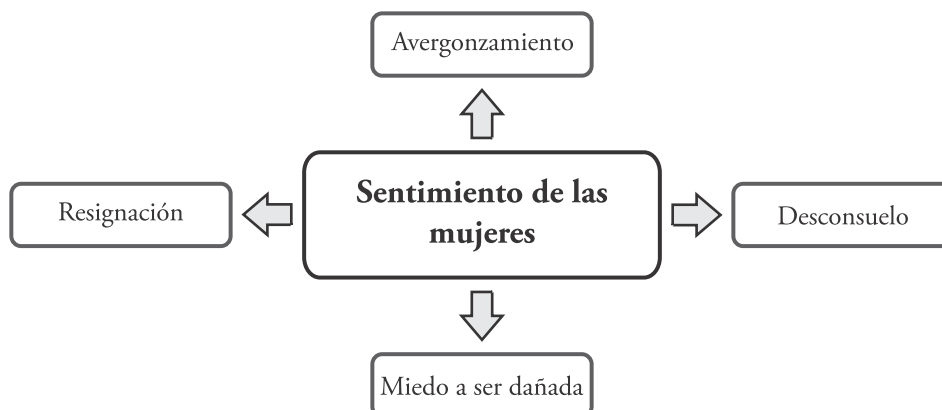 Avergonzamiento
Sentimiento de las
mujeres
Resignación
Desconsuelo
Miedo a ser dañada